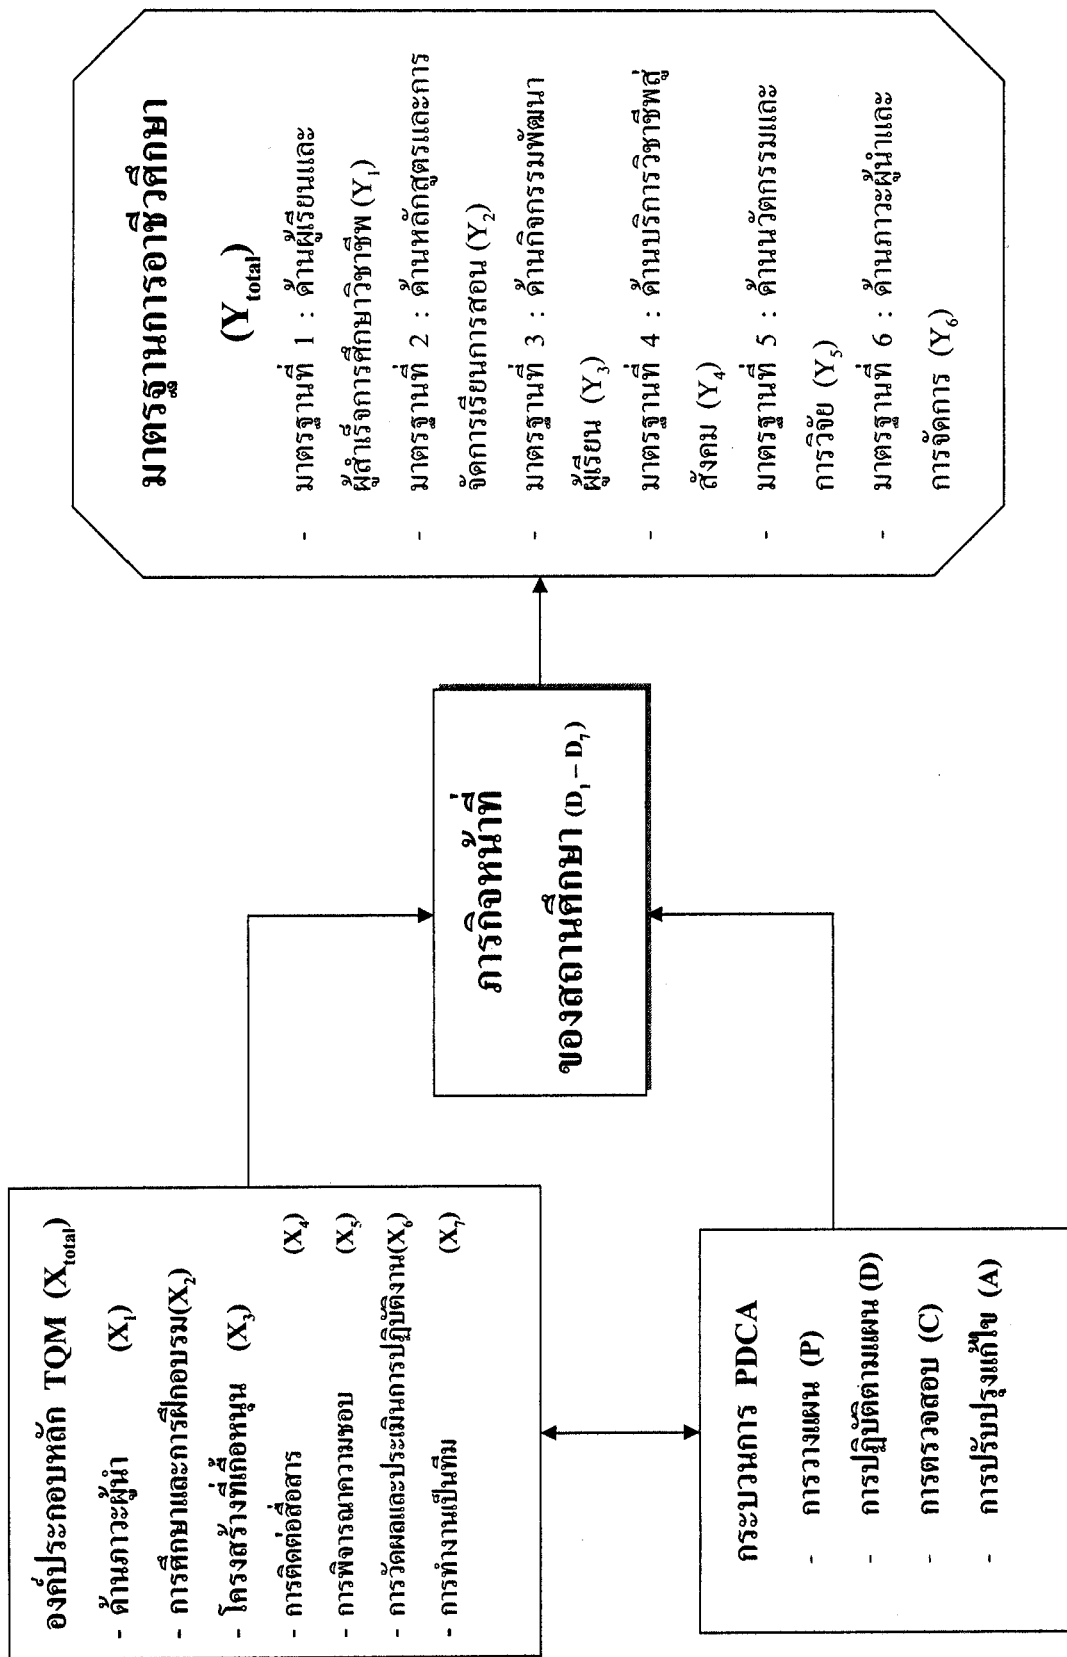 องค์ประกอบหลัก TQM (X_total)
- ด้านภาวะผู้นำ (X₁)
- การศึกษาและการฝึกอบรม(X₂)
- โครงสร้างที่เกื้อหนุน (X₃)
- การติดต่อสื่อสาร (X₄)
- การพิจารณาความชอบ (X₅)
- การวัดผลและประเมินการปฏิบัติงาน(X₆)
- การทำงานเป็นทีม (X₇)
กระบวนการ PDCA
- การวางแผน (P)
- การปฏิบัติตามแผน (D)
- การตรวจสอบ (C)
- การปรับปรุงแก้ไข (A)
ภารกิจหน้าที่
ของสถานศึกษา (D₁ – D₇)
มาตรฐานการอาชีวศึกษา
(Y_total)
- มาตรฐานที่ 1 : ด้านผู้เรียนและ
ผู้สำเร็จการศึกษาวิชาชีพ (Y₁)
- มาตรฐานที่ 2 : ด้านหลักสูตรและการ
จัดการเรียนการสอน (Y₂)
- มาตรฐานที่ 3 : ด้านกิจกรรมพัฒนา
ผู้เรียน (Y₃)
- มาตรฐานที่ 4 : ด้านบริการวิชาชีพสู่
สังคม (Y₄)
- มาตรฐานที่ 5 : ด้านนวัตกรรมและ
การวิจัย (Y₅)
- มาตรฐานที่ 6 : ด้านภาวะผู้นำและ
การจัดการ (Y₆)